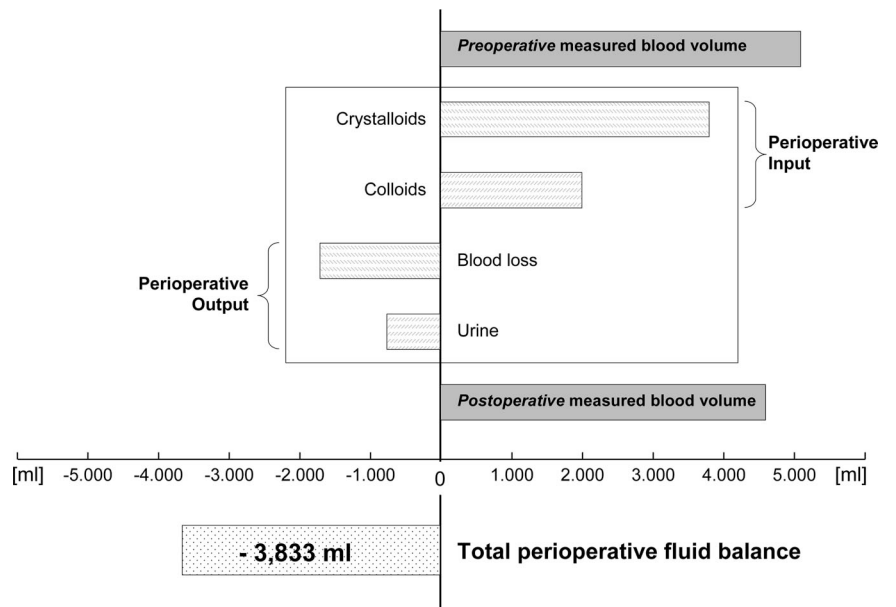 Preoperative measured blood volume
Crystalloids
Perioperative
Input
Colloids
Blood loss
Perioperative
Output
Urine
Postoperative measured blood volume
[ml] -5.000 -4.000 -3.000 -2.000 -1.000 0 1.000 2.000 3.000 4.000 5.000 [ml]
- 3,833 ml Total perioperative fluid balance